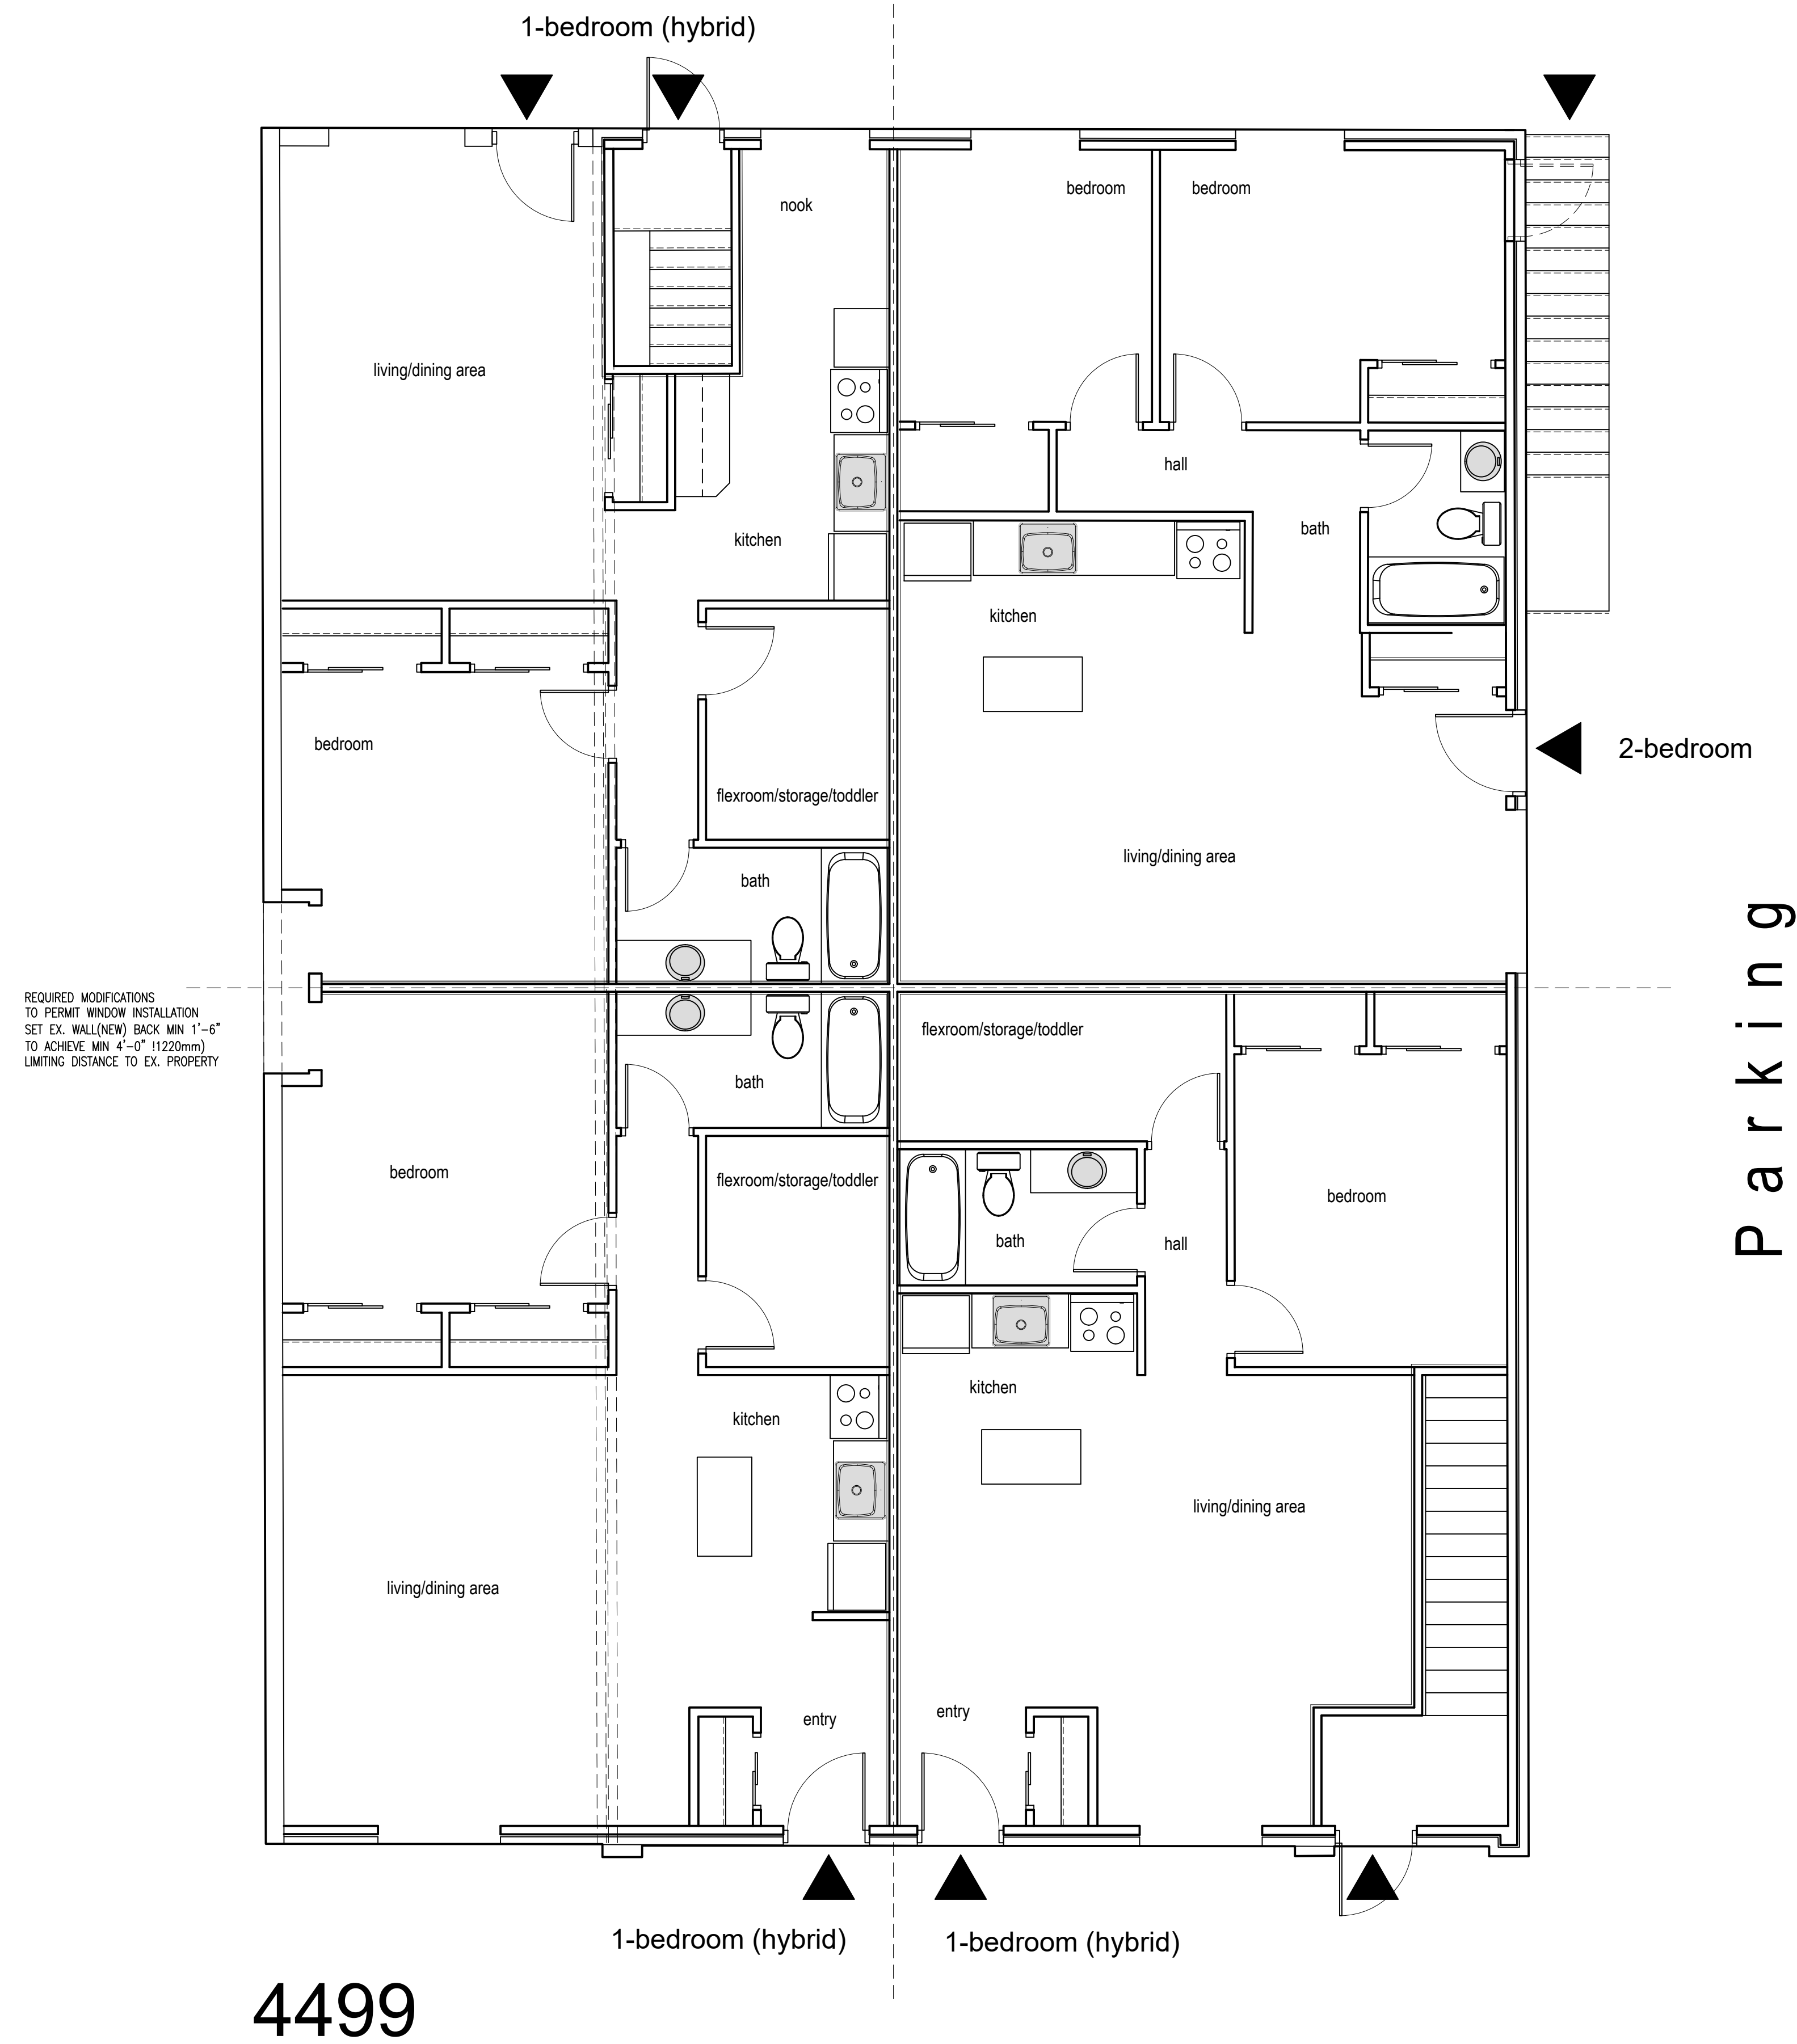 1-bedroom (hybrid)
nook
bedroom
bedroom
living/dining area
hall
bath
kitchen
kitchen
bedroom
2-bedroom
flexroom/storage/toddler
living/dining area
bath
Parking
REQUIRED MODIFICATIONS
TO PERMIT WINDOW INSTALLATION
SET EX. WALL(NEW) BACK MIN 1'-6"
TO ACHIEVE MIN 4'-0" !1220mm)
LIMITING DISTANCE TO EX. PROPERTY
flexroom/storage/toddler
bath
bedroom
flexroom/storage/toddler
bedroom
bath
hall
kitchen
kitchen
living/dining area
living/dining area
entry
entry
1-bedroom (hybrid)
1-bedroom (hybrid)
4499